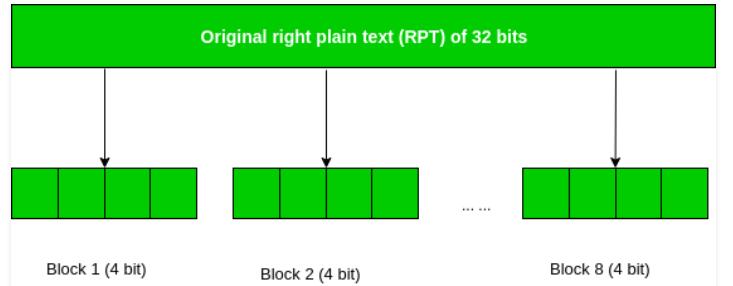 Original right plain text (RPT) of 32 bits
... ...
Block 1 (4 bit)
Block 2 (4 bit)
Block 8 (4 bit)